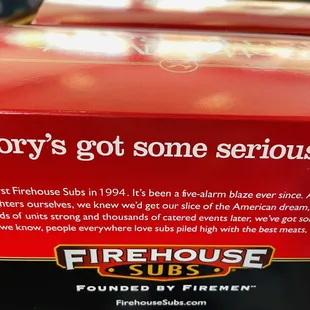 ory's got some serious
st Firehouse Subs in 1994. It's been a five-alarm blaze ever since. A
hters ourselves, we knew we'd get our slice of the American dream,
ds of units strong and thousands of catered events later, we've got so
we know, people everywhere love subs piled high with the best meats,
FIREHOUSE
SUBS
FOUNDED BY FIREMEN™
FirehouseSubs.com